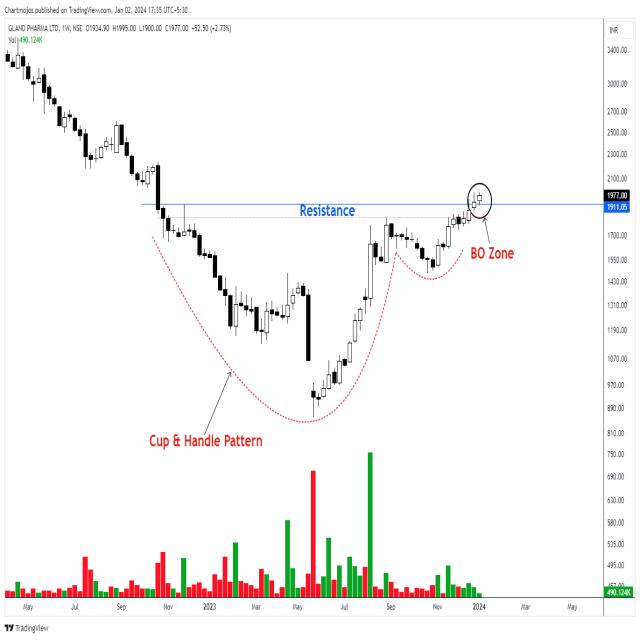 Chartmojos published on TradingView.com, Jan 02, 2024 17:35 UTC+5:30
GLAND PHARMA LTD, 1W, NSE O1934.90 H1995.00 L1900.00 C1977.00 +52.50 (+2.73%)
Vol 490.124K
INR
3400.00
3000.00
2600.00
2300.00
2100.00
1977.00
1911.05
Resistance
1700.00
BO Zone
1550.00
1400.00
1310.00
1190.00
1070.00
970.00
890.00
Cup & Handle Pattern
810.00
750.00
690.00
630.00
580.00
535.00
495.00
490.124K
May
Jul
Sep
Nov
2023
Mar
May
Jul
Sep
Nov
2024
Mar
May
TradingView